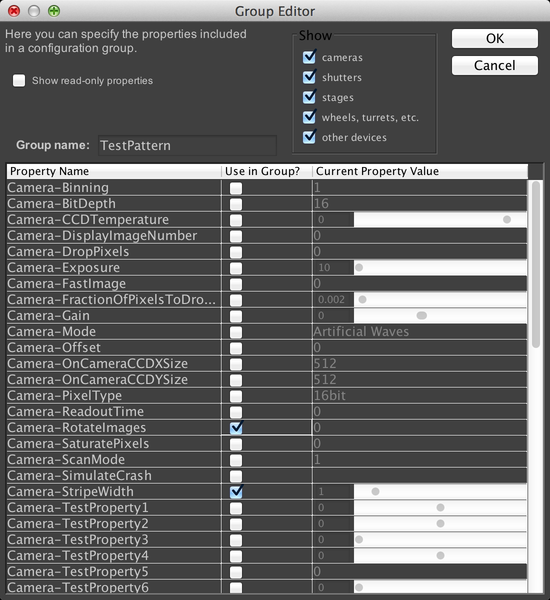 Group Editor
Here you can specify the properties included
in a configuration group.
Show read-only properties
Show
cameras
shutters
stages
wheels, turrets, etc.
other devices
OK
Cancel
Group name: TestPattern
Property Name Use in Group? Current Property Value
Camera-Binning 1
Camera-BitDepth 16
Camera-CCDTemperature 0
Camera-DisplayImageNumber 0
Camera-DropPixels 0
Camera-Exposure 10
Camera-FastImage 0
Camera-FractionOfPixelsToDro... 0.002
Camera-Gain 0
Camera-Mode Artificial Waves
Camera-Offset 0
Camera-OnCameraCCDXSize 512
Camera-OnCameraCCDYSize 512
Camera-PixelType 16bit
Camera-ReadoutTime 0
Camera-RotateImages 0
Camera-SaturatePixels 0
Camera-ScanMode 1
Camera-SimulateCrash
Camera-StripeWidth 1
Camera-TestProperty1 0
Camera-TestProperty2 0
Camera-TestProperty3 0
Camera-TestProperty4 0
Camera-TestProperty5 0
Camera-TestProperty6 0